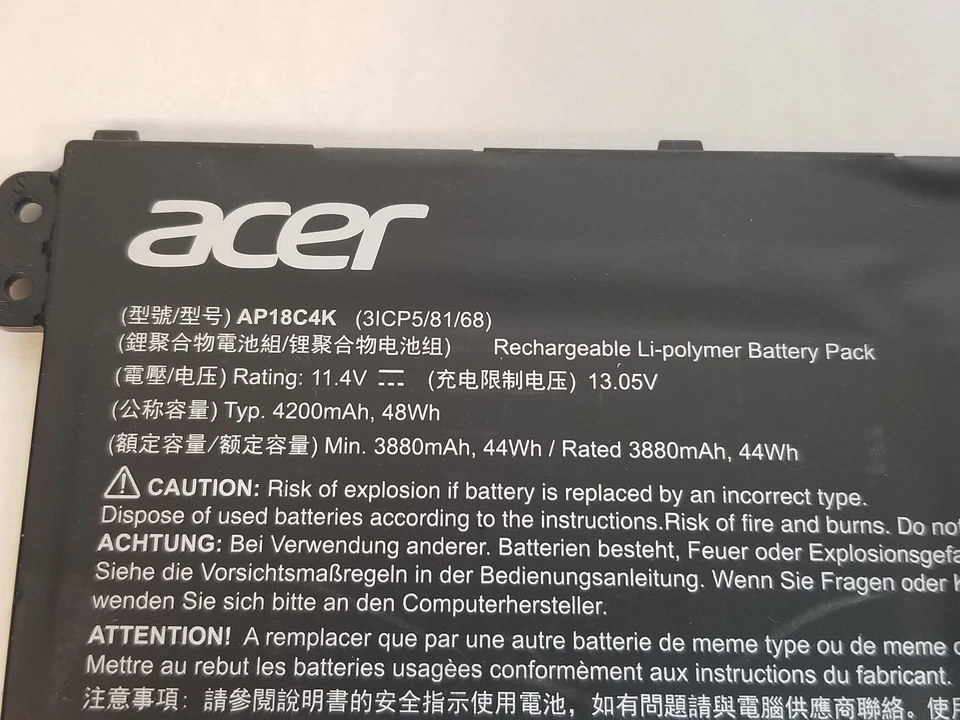 acer
(型號/型号) AP18C4K (3ICP5/81/68)
(鋰聚合物電池組/锂聚合物电池组) Rechargeable Li-polymer Battery Pack
(電壓/电压) Rating: 11.4V ⎓ (充电限制电压) 13.05V
(公称容量) Typ. 4200mAh, 48Wh
(額定容量/额定容量) Min. 3880mAh, 44Wh / Rated 3880mAh, 44Wh
⚠ CAUTION: Risk of explosion if battery is replaced by an incorrect type.
Dispose of used batteries according to the instructions.Risk of fire and burns. Do not
ACHTUNG: Bei Verwendung anderer. Batterien besteht, Feuer oder Explosionsgefa
Siehe die Vorsichtsmaßregeln in der Bedienungsanleitung. Wenn Sie Fragen oder
wenden Sie sich bitte an den Computerhersteller.
ATTENTION! A remplacer que par une autre batterie de meme type ou de meme
Mettre au rebut les batteries usagèes conformèment aux instructions du fabricant.
注意事項: 請參閱說明書的安全指示使用電池, 如有問題請與電腦供應商聯絡。使